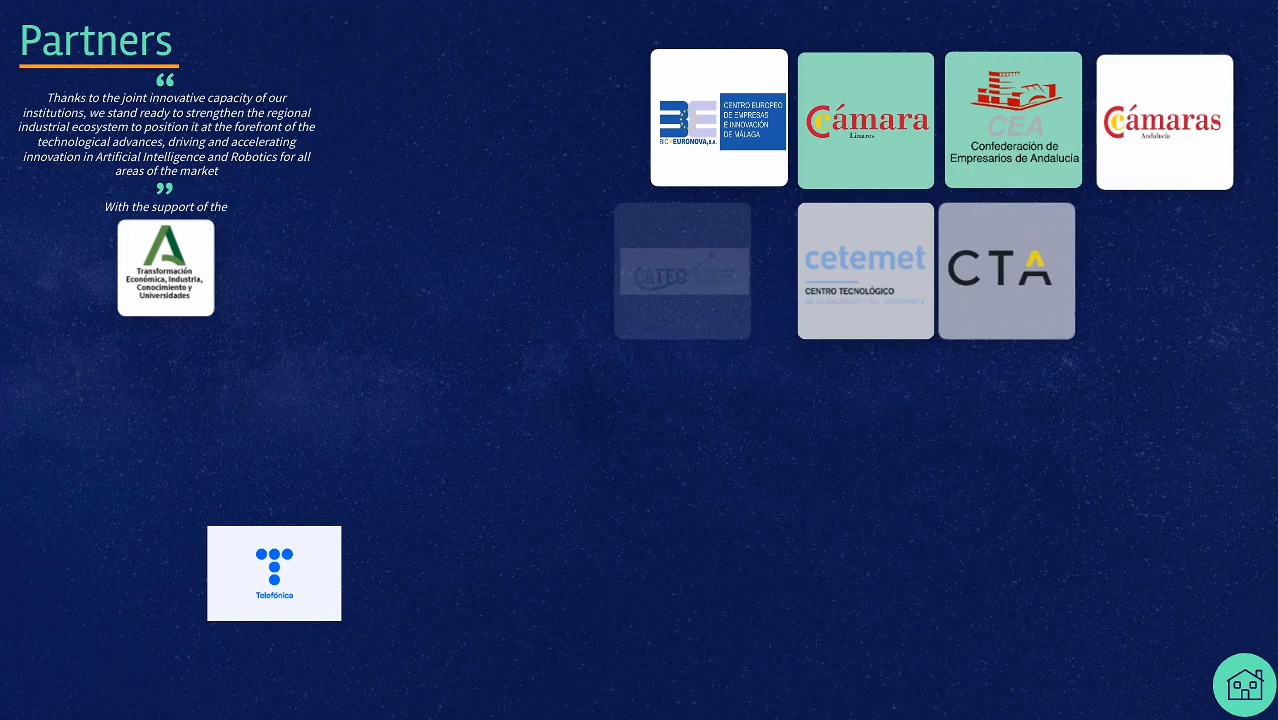 Partners
“
Thanks to the joint innovative capacity of our
institutions, we stand ready to strengthen the regional
industrial ecosystem to position it at the forefront of the
technological advances, driving and accelerating
innovation in Artificial Intelligence and Robotics for all
areas of the market
”
With the support of the
Transformación
Económica, Industria,
Conocimiento y
Universidades
BIC EURONOVA, S.A.
CENTRO EUROPEO
DE EMPRESAS
E INNOVACIÓN
DE MÁLAGA
Cámara
Linares
CEA
Confederación de
Empresarios de Andalucía
Cámaras
Andalucía
CATEC
cetemet
CENTRO TECNOLÓGICO
CTA
Telefónica